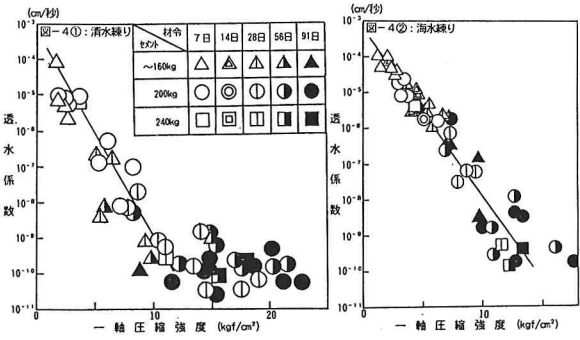 (cm/秒)
10⁻³
図-4①:清水練り
10⁻⁴
10⁻⁵
10⁻⁶
10⁻⁷
10⁻⁸
10⁻⁹
10⁻¹⁰
10⁻¹¹
透水係数
材令 7日 14日 28日 56日 91日
セメント
～160kg
200kg
240kg
0 5 10 15 20
一軸圧縮強度 (kgf/cm²)
(cm/秒)
10⁻³
図-4②:海水練り
10⁻⁴
10⁻⁵
10⁻⁶
10⁻⁷
10⁻⁸
10⁻⁹
10⁻¹⁰
10⁻¹¹
透水係数
0 5 10 15
一軸圧縮強度 (kgf/cm²)